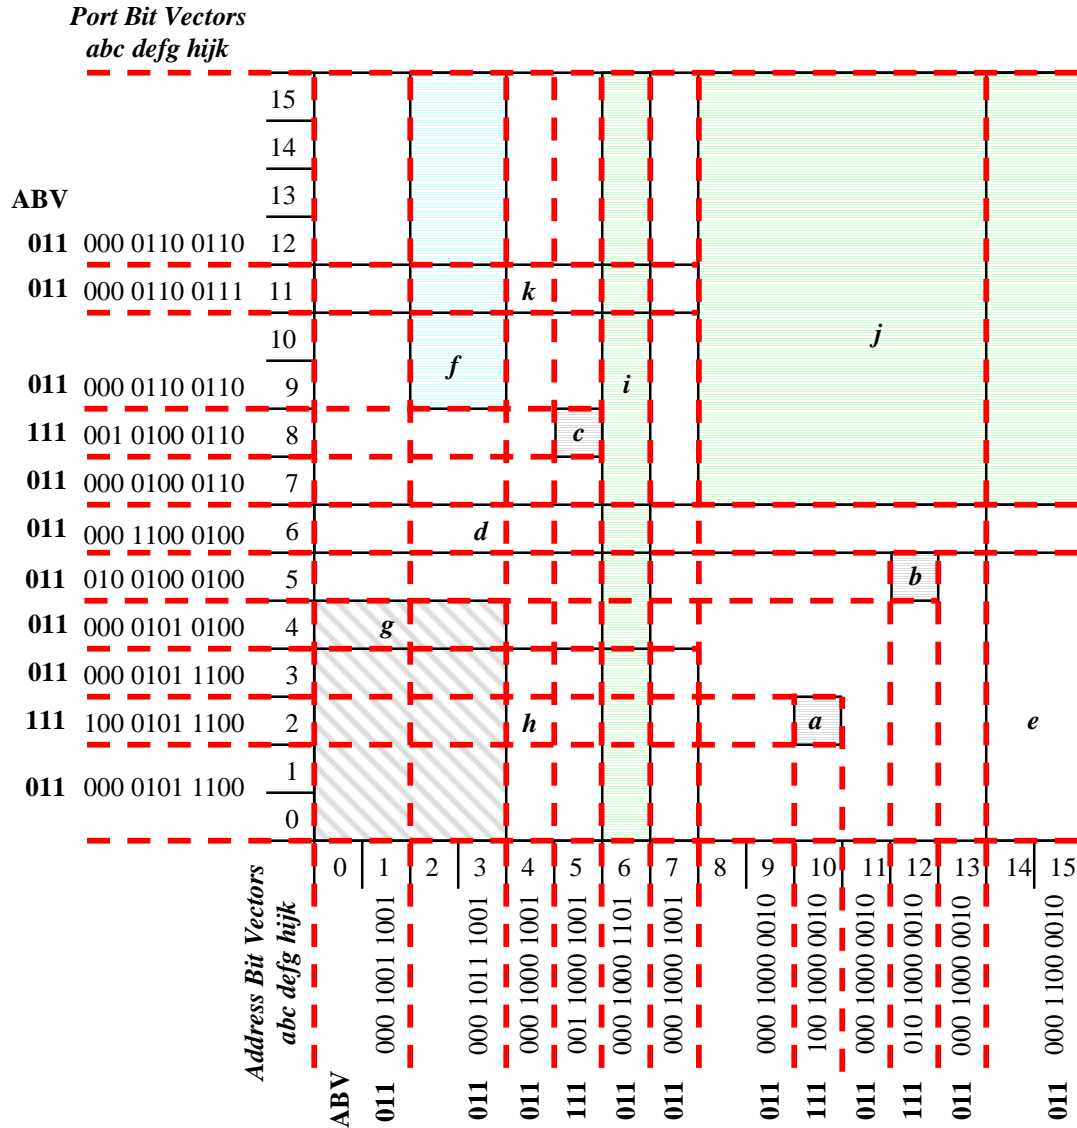 Port Bit Vectors
abc defg hijk
15
14
13
ABV
011 000 0110 0110 12
011 000 0110 0111 11 k
10 j
f
011 000 0110 0110 9 i
111 001 0100 0110 8 c
011 000 0100 0110 7
011 000 1100 0100 6 d
011 010 0100 0100 5 b
011 000 0101 0100 4 g
011 000 0101 1100 3
111 100 0101 1100 2 h a e
1
011 000 0101 1100
0
0 1 2 3 4 5 6 7 8 9 10 11 12 13 14 15
Address Bit Vectors
abc defg hijk
ABV
000 1001 1001 011
000 1011 1001 011
000 1000 1001 011
001 1000 1001 111
000 1000 1101 011
000 1000 1001 011
000 1000 0010 011
100 1000 0010 111
000 1000 0010 011
010 1000 0010 111
000 1000 0010 011
000 1100 0010 011